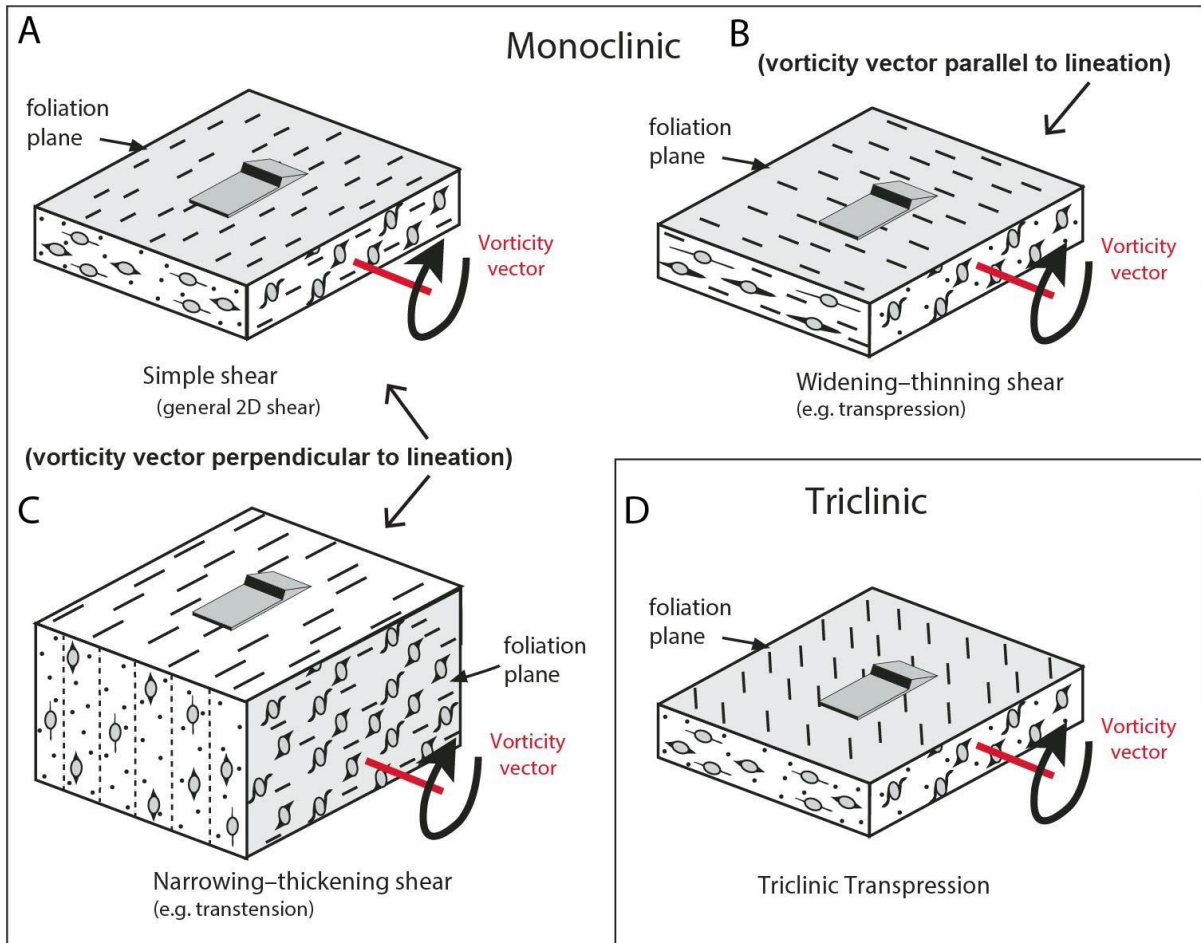 A
Monoclinic
foliation
plane
Vorticity
vector
Simple shear
(general 2D shear)
B
(vorticity vector parallel to lineation)
foliation
plane
Vorticity
vector
Widening–thinning shear
(e.g. transpression)
(vorticity vector perpendicular to lineation)
C
foliation
plane
Vorticity
vector
Narrowing–thickening shear
(e.g. transtension)
D
Triclinic
foliation
plane
Vorticity
vector
Triclinic Transpression